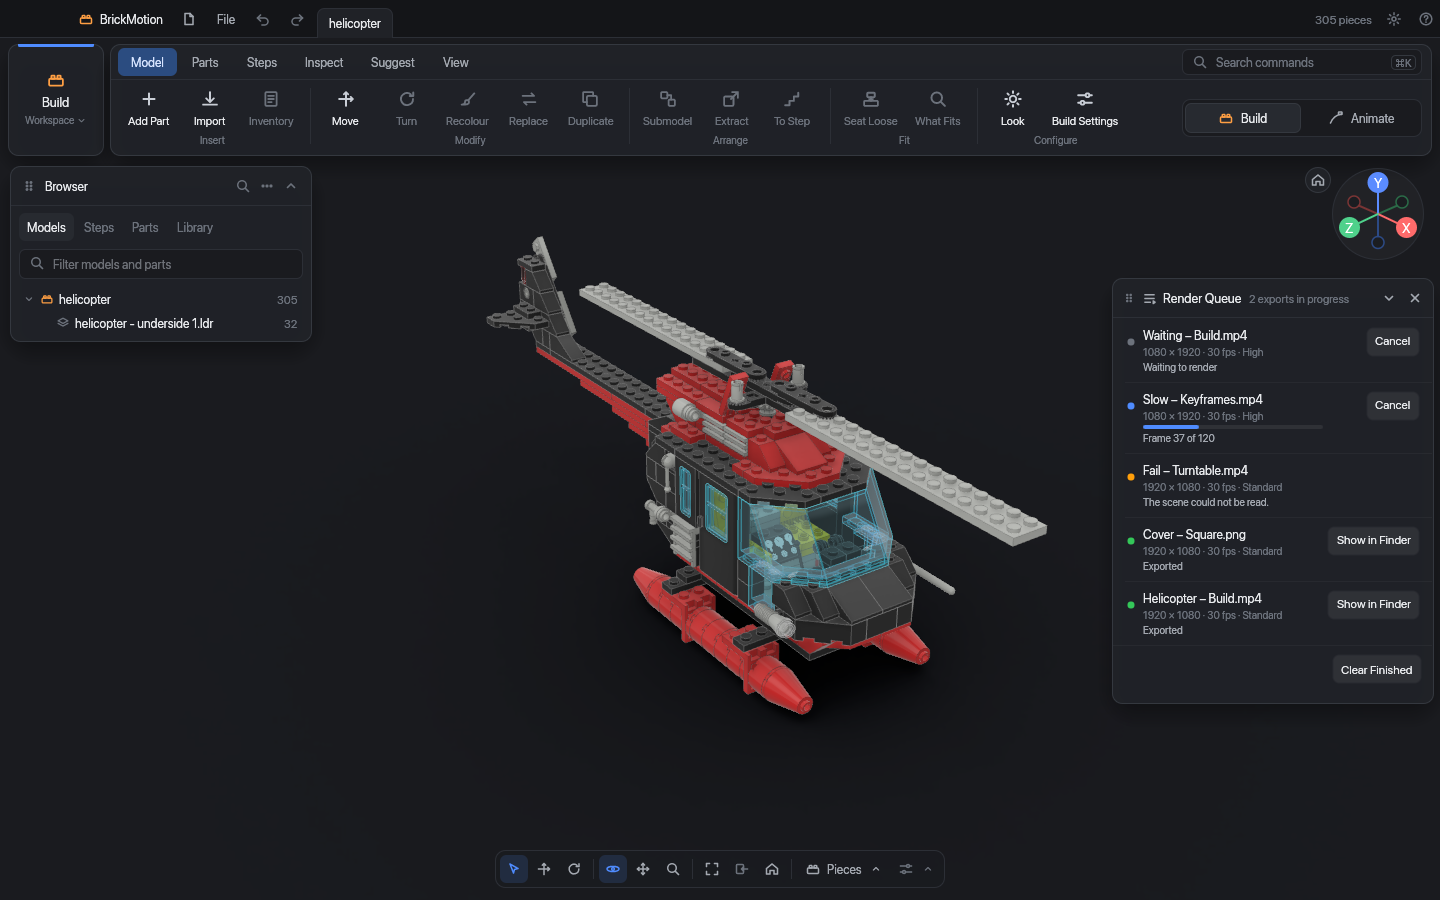 BrickMotion File helicopter 305 pieces
Build
Workspace
Model Parts Steps Inspect Suggest View
Search commands ⌘K
Add Part Import Inventory Move Turn Recolour Replace Duplicate Submodel Extract To Step Seat Loose What Fits Look Build Settings
Insert Modify Arrange Fit Configure
Build Animate
Browser
Models Steps Parts Library
Filter models and parts
helicopter 305
helicopter - underside 1.ldr 32
Y
Z X
Render Queue 2 exports in progress
Waiting – Build.mp4
1080 × 1920 · 30 fps · High
Waiting to render
Cancel
Slow – Keyframes.mp4
1080 × 1920 · 30 fps · High
Frame 37 of 120
Cancel
Fail – Turntable.mp4
1920 × 1080 · 30 fps · Standard
The scene could not be read.
Cover – Square.png
1920 × 1080 · 30 fps · Standard
Exported
Show in Finder
Helicopter – Build.mp4
1920 × 1080 · 30 fps · Standard
Exported
Show in Finder
Clear Finished
Pieces